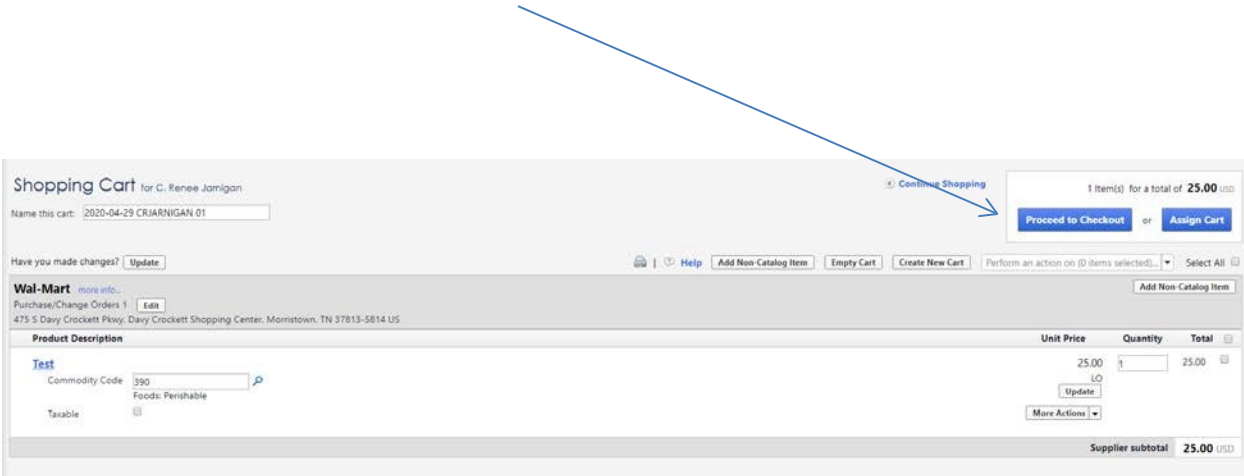 Shopping Cart for C. Renee Jarnigan
Continue Shopping
1 Item(s) for a total of 25.00 USD
Name this cart: 2020-04-29 CRJARNIGAN 01
Proceed to Checkout or Assign Cart
Have you made changes? Update
| Help Add Non-Catalog Item Empty Cart Create New Cart Perform an action on (0 items selected)... Select All
Wal-Mart more info...
Add Non-Catalog Item
Purchase/Change Orders 1 Edit
475 S Davy Crockett Pkwy, Davy Crockett Shopping Center, Morristown, TN 37813-5814 US
Product Description Unit Price Quantity Total
Test 25.00 1 25.00
Commodity Code 390 LO
Foods: Perishable Update
Taxable More Actions
Supplier subtotal 25.00 USD